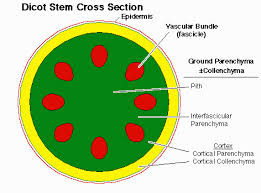 Dicot Stem Cross Section
Epidermis
Vascular Bundle
(fascicle)
Ground Parenchyma
±Collenchyma
Pith
Interfascicular
Parenchyma
Cortex
Cortical Parenchyma
Cortical Collenchyma